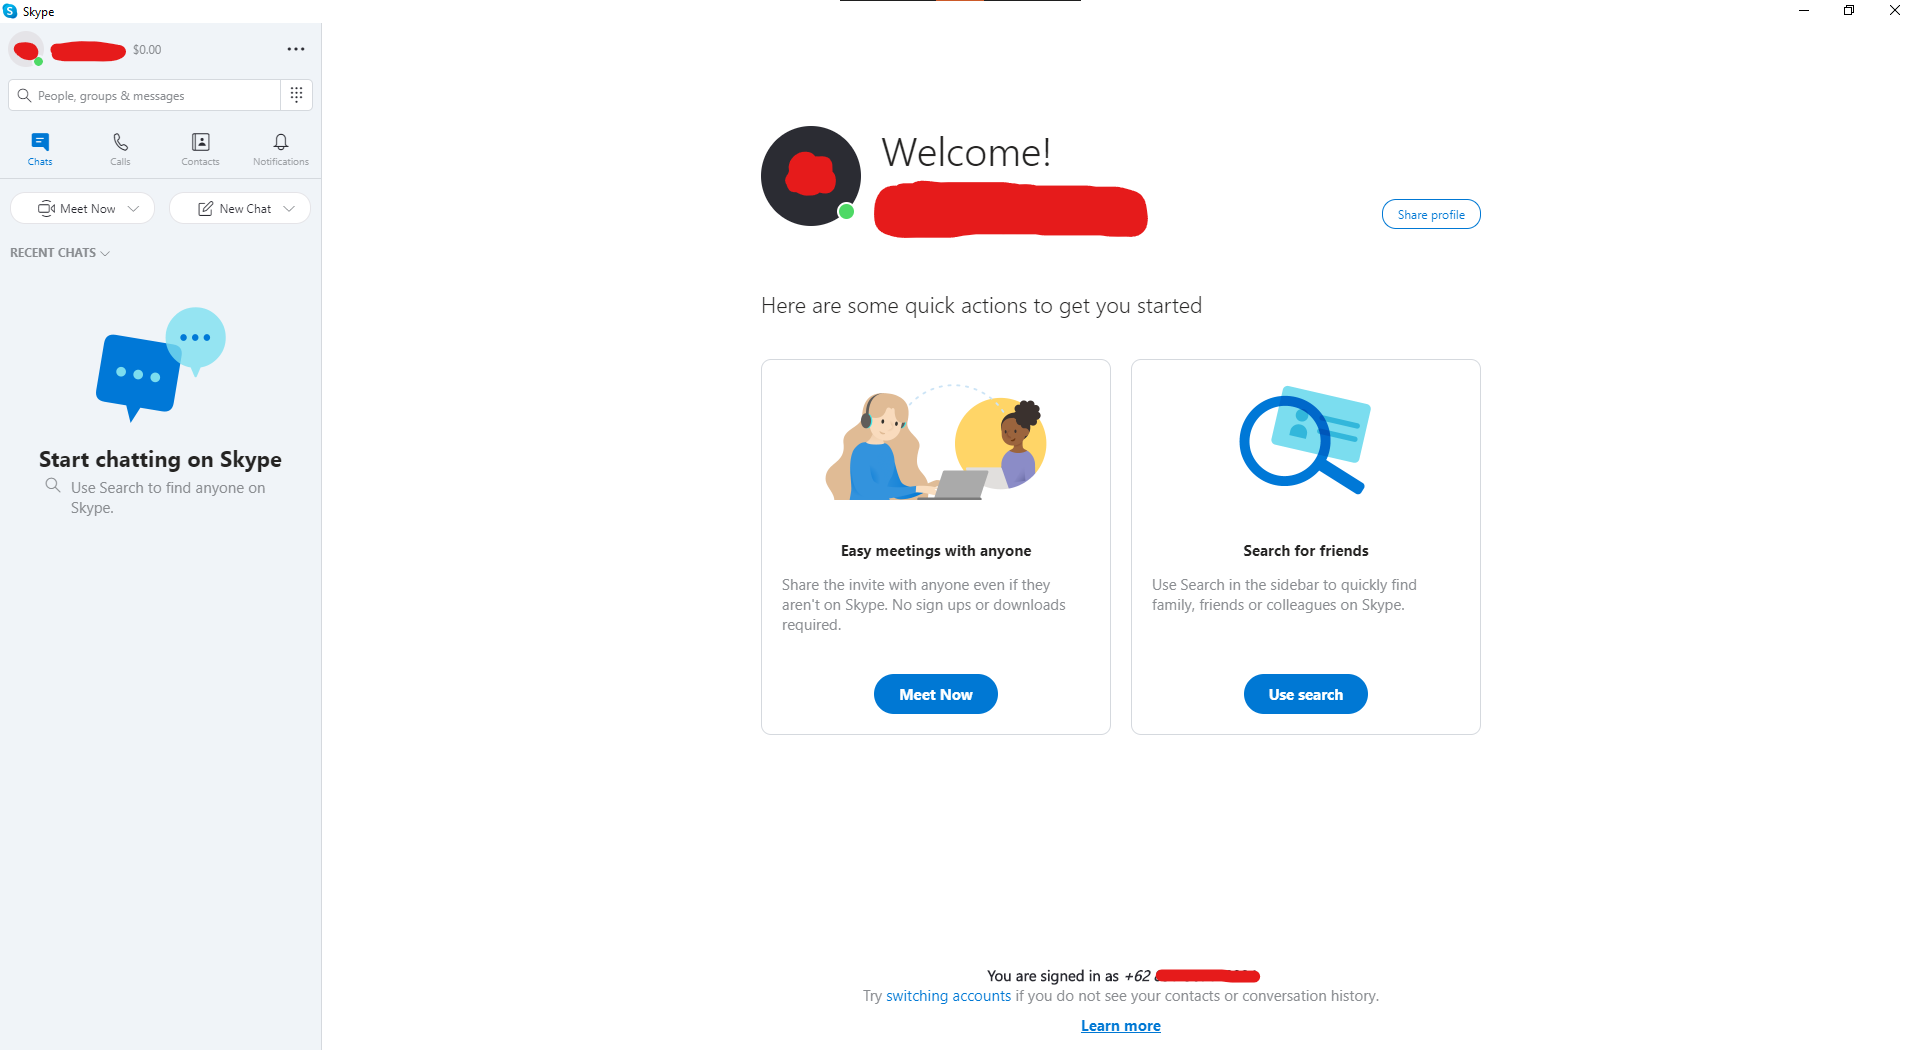 Skype
$0.00
People, groups & messages
Chats
Calls
Contacts
Notifications
Meet Now
New Chat
RECENT CHATS
Start chatting on Skype
Use Search to find anyone on
Skype.
Welcome!
Share profile
Here are some quick actions to get you started
Easy meetings with anyone
Share the invite with anyone even if they
aren't on Skype. No sign ups or downloads
required.
Meet Now
Search for friends
Use Search in the sidebar to quickly find
family, friends or colleagues on Skype.
Use search
You are signed in as +62
Try switching accounts if you do not see your contacts or conversation history.
Learn more